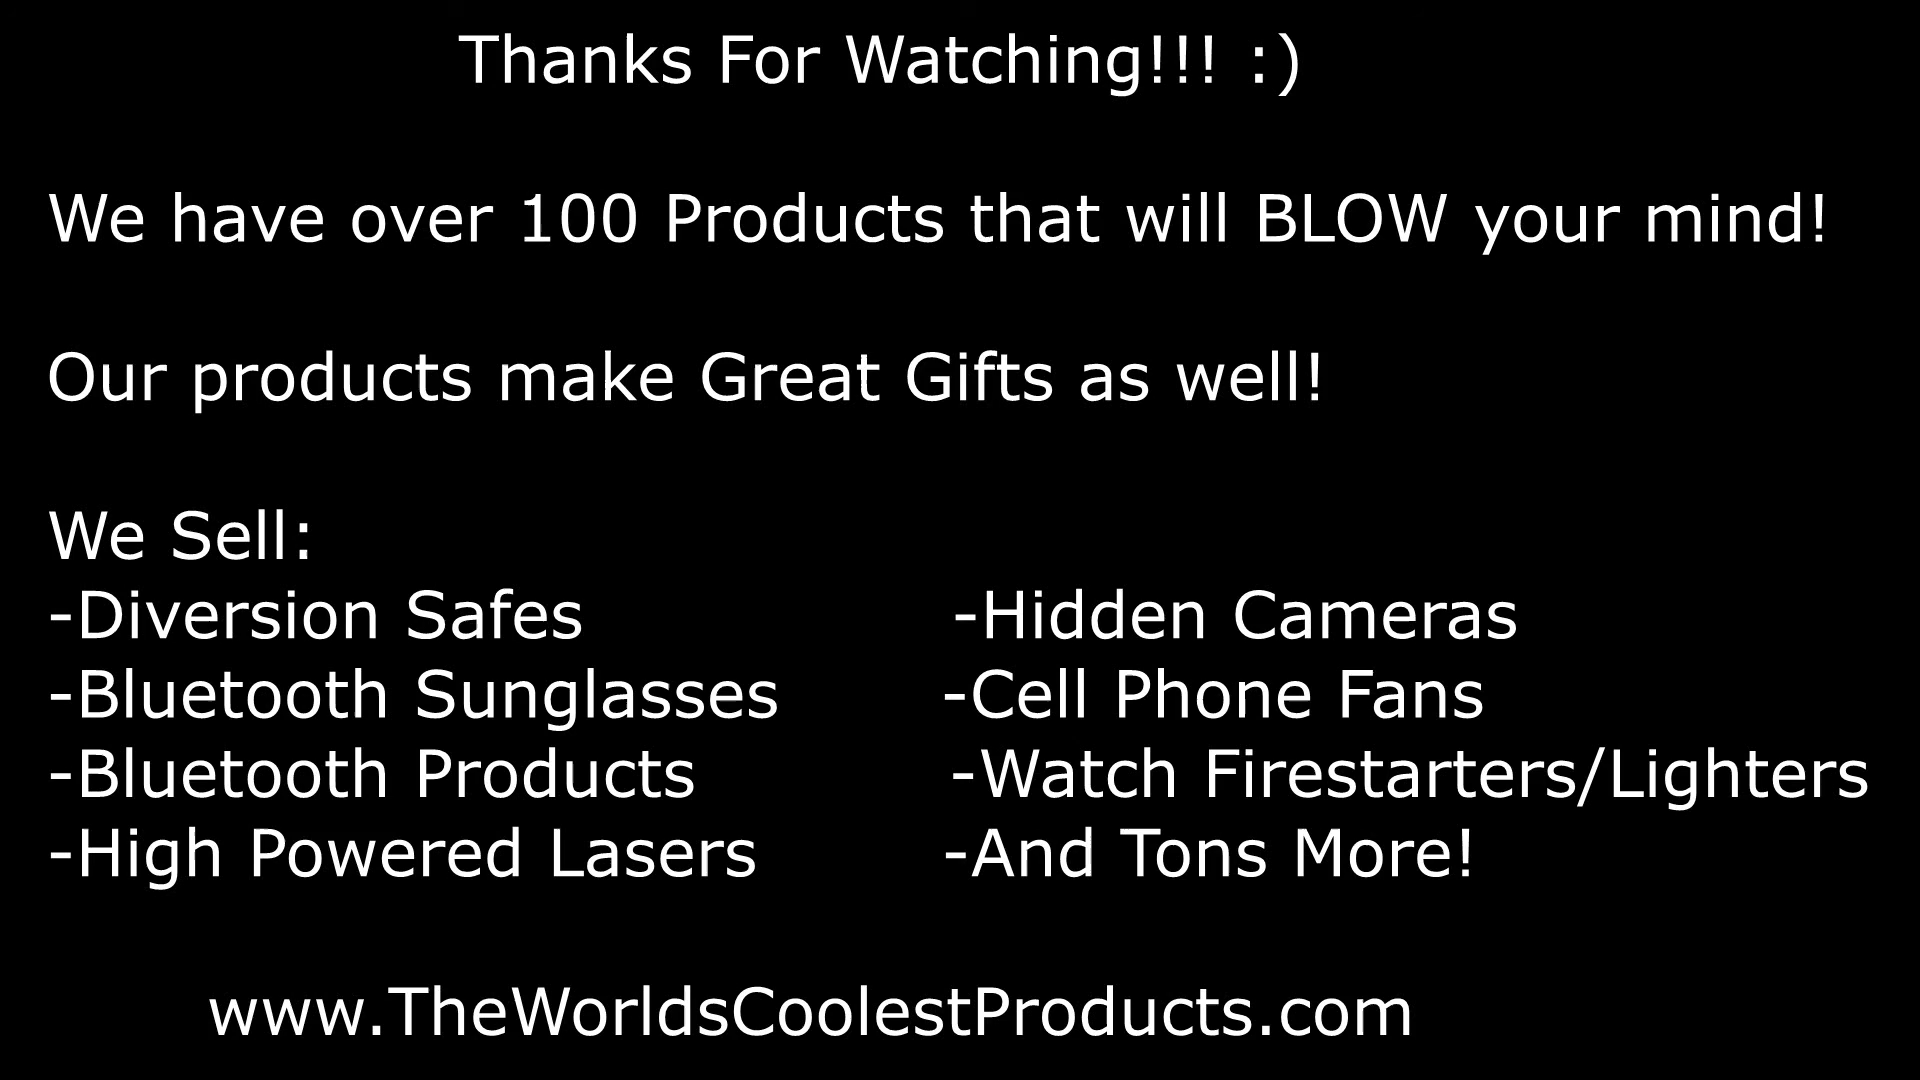 Thanks For Watching!!! :)
We have over 100 Products that will BLOW your mind!
Our products make Great Gifts as well!
We Sell:
-Diversion Safes -Hidden Cameras
-Bluetooth Sunglasses -Cell Phone Fans
-Bluetooth Products -Watch Firestarters/Lighters
-High Powered Lasers -And Tons More!
www.TheWorldsCoolestProducts.com